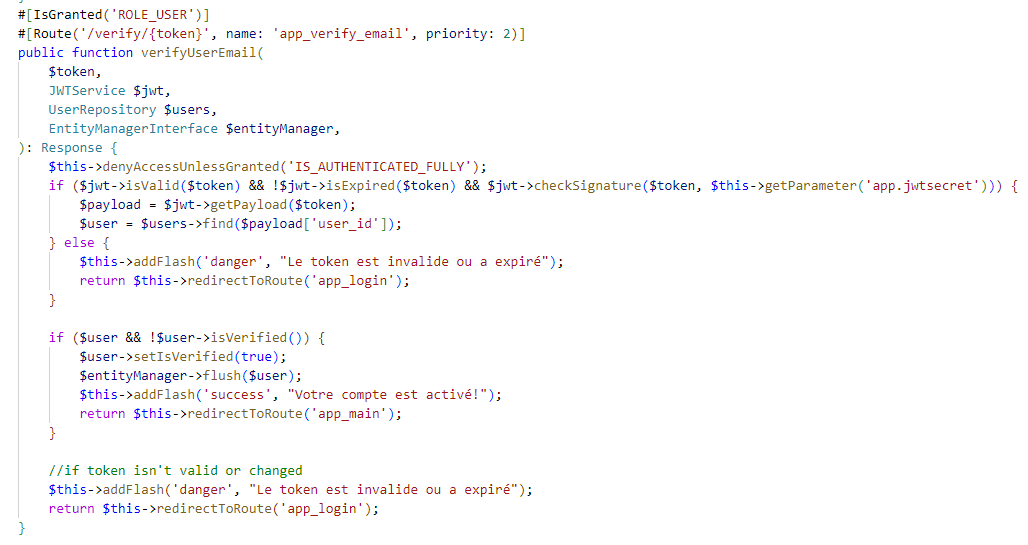 #[IsGranted('ROLE_USER')]
#[Route('/verify/{token}', name: 'app_verify_email', priority: 2)]
public function verifyUserEmail(
    $token,
    JWTService $jwt,
    UserRepository $users,
    EntityManagerInterface $entityManager,
): Response {
    $this->denyAccessUnlessGranted('IS_AUTHENTICATED_FULLY');
    if ($jwt->isValid($token) && !$jwt->isExpired($token) && $jwt->checkSignature($token, $this->getParameter('app.jwtsecret'))) {
        $payload = $jwt->getPayload($token);
        $user = $users->find($payload['user_id']);
    } else {
        $this->addFlash('danger', "Le token est invalide ou a expiré");
        return $this->redirectToRoute('app_login');
    }

    if ($user && !$user->isVerified()) {
        $user->setIsVerified(true);
        $entityManager->flush($user);
        $this->addFlash('success', "Votre compte est activé!");
        return $this->redirectToRoute('app_main');
    }

    //if token isn't valid or changed
    $this->addFlash('danger', "Le token est invalide ou a expiré");
    return $this->redirectToRoute('app_login');
}